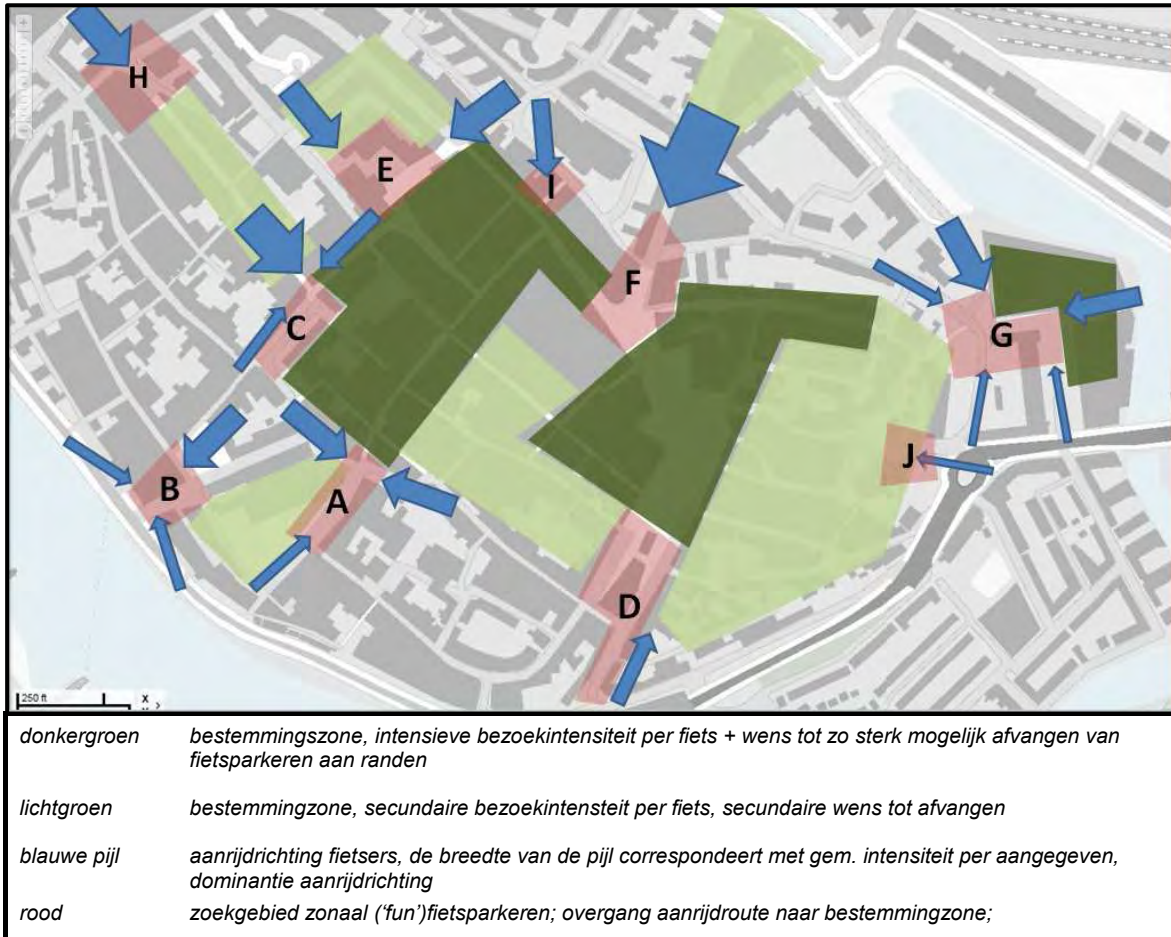 H
E
I
F
C
G
J
B
A
D
250 ft
donkergroen bestemmingszone, intensieve bezoekintensiteit per fiets + wens tot zo sterk mogelijk afvangen van
fietsparkeren aan randen
lichtgroen bestemmingzone, secundaire bezoekintensteit per fiets, secundaire wens tot afvangen
blauwe pijl aanrijdrichting fietsers, de breedte van de pijl correspondeert met gem. intensiteit per aangegeven,
dominantie aanrijdrichting
rood zoekgebied zonaal (‘fun’)fietsparkeren; overgang aanrijdroute naar bestemmingzone;